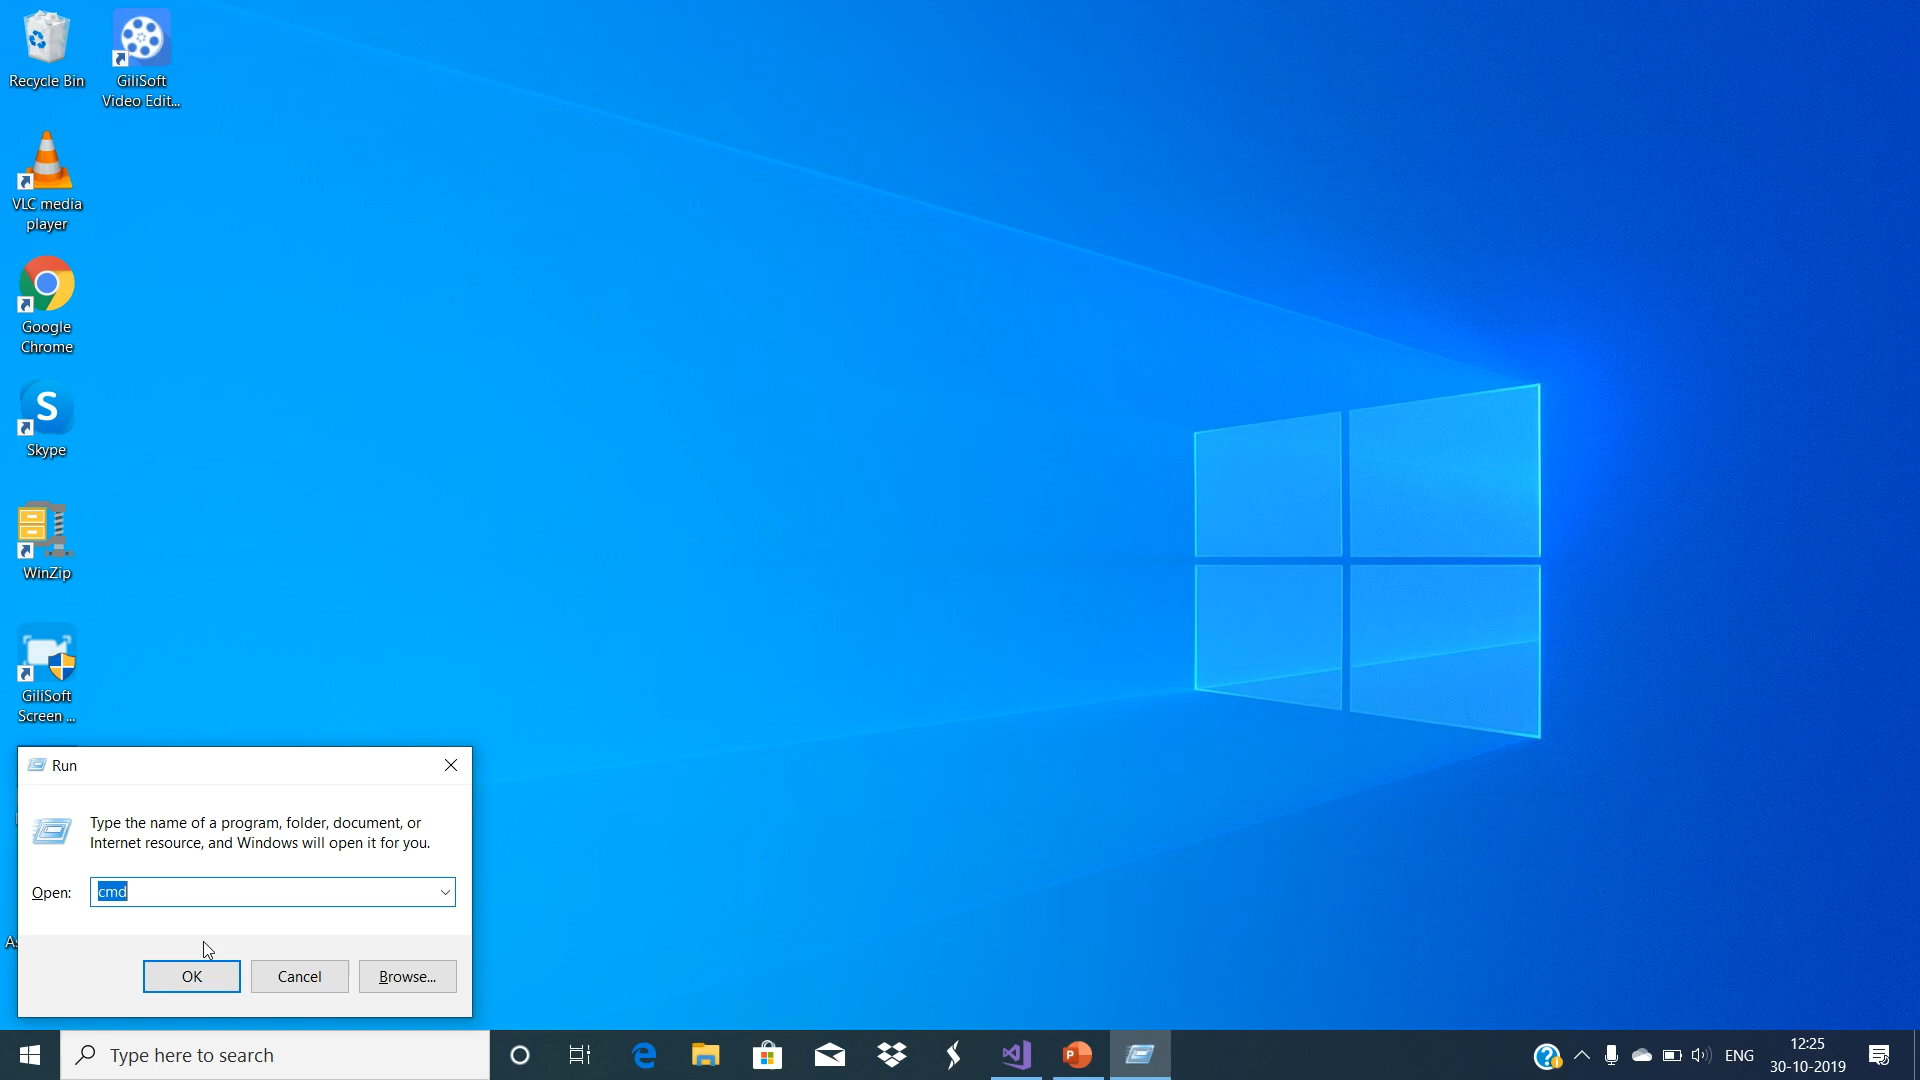 Recycle Bin
GiliSoft
Video Edit...
VLC media
player
Google
Chrome
S
Skype
WinZip
GiliSoft
Screen ...
As
Run
Type the name of a program, folder, document, or
Internet resource, and Windows will open it for you.
Open:
cmd
OK
Cancel
Browse...
Type here to search
P
ENG
12:25
30-10-2019